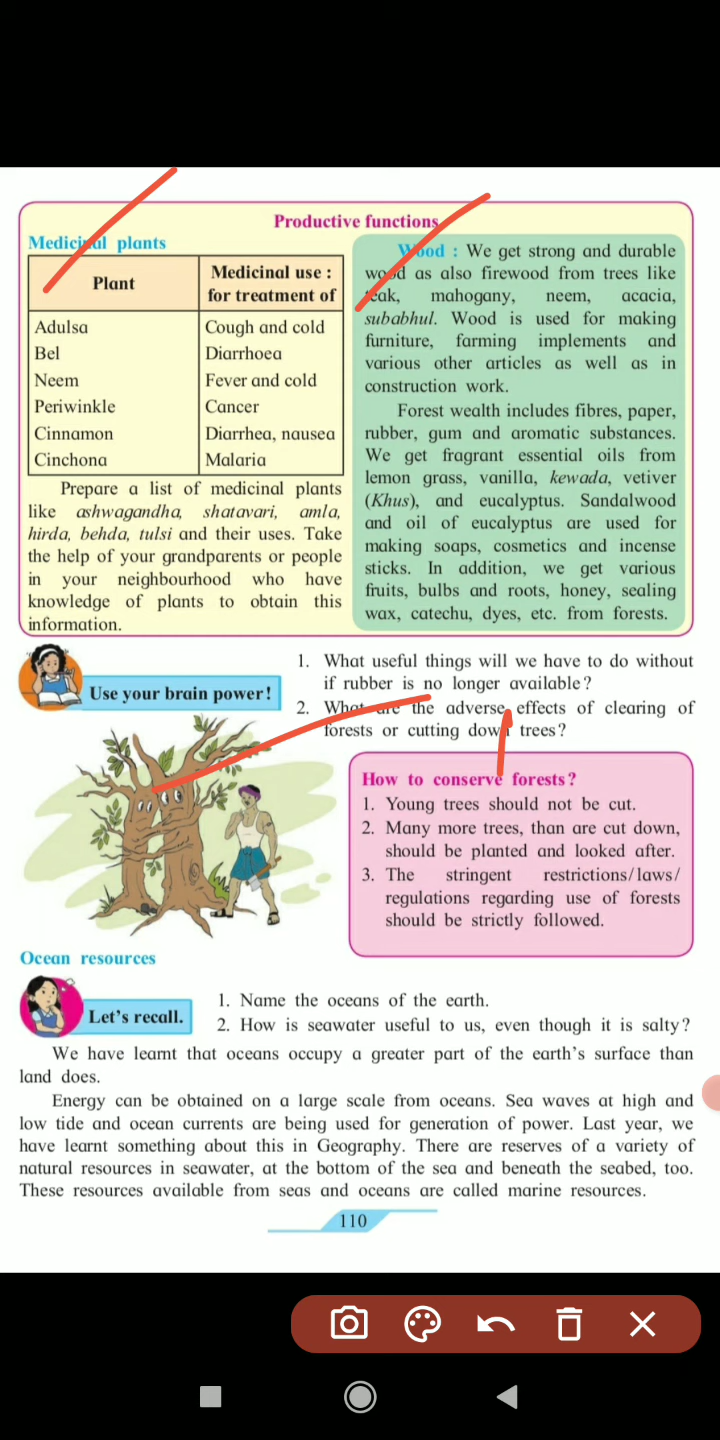 Productive functions
Medicinal plants
Plant
Medicinal use :
for treatment of
Adulsa
Cough and cold
Bel
Diarrhoea
Neem
Fever and cold
Periwinkle
Cancer
Cinnamon
Diarrhea, nausea
Cinchona
Malaria
Prepare a list of medicinal plants
like ashwagandha, shatavari, amla,
hirda, behda, tulsi and their uses. Take
the help of your grandparents or people
in your neighbourhood who have
knowledge of plants to obtain this
information.
Wood : We get strong and durable
wood as also firewood from trees like
teak, mahogany, neem, acacia,
subabhul. Wood is used for making
furniture, farming implements and
various other articles as well as in
construction work.
Forest wealth includes fibres, paper,
rubber, gum and aromatic substances.
We get fragrant essential oils from
lemon grass, vanilla, kewada, vetiver
(Khus), and eucalyptus. Sandalwood
and oil of eucalyptus are used for
making soaps, cosmetics and incense
sticks. In addition, we get various
fruits, bulbs and roots, honey, sealing
wax, catechu, dyes, etc. from forests.
Use your brain power!
1. What useful things will we have to do without
if rubber is no longer available?
2. What are the adverse effects of clearing of
forests or cutting down trees?
How to conserve forests?
1. Young trees should not be cut.
2. Many more trees, than are cut down,
should be planted and looked after.
3. The stringent restrictions/laws/
regulations regarding use of forests
should be strictly followed.
Ocean resources
Let's recall.
1. Name the oceans of the earth.
2. How is seawater useful to us, even though it is salty?
We have learnt that oceans occupy a greater part of the earth's surface than
land does.
Energy can be obtained on a large scale from oceans. Sea waves at high and
low tide and ocean currents are being used for generation of power. Last year, we
have learnt something about this in Geography. There are reserves of a variety of
natural resources in seawater, at the bottom of the sea and beneath the seabed, too.
These resources available from seas and oceans are called marine resources.
110